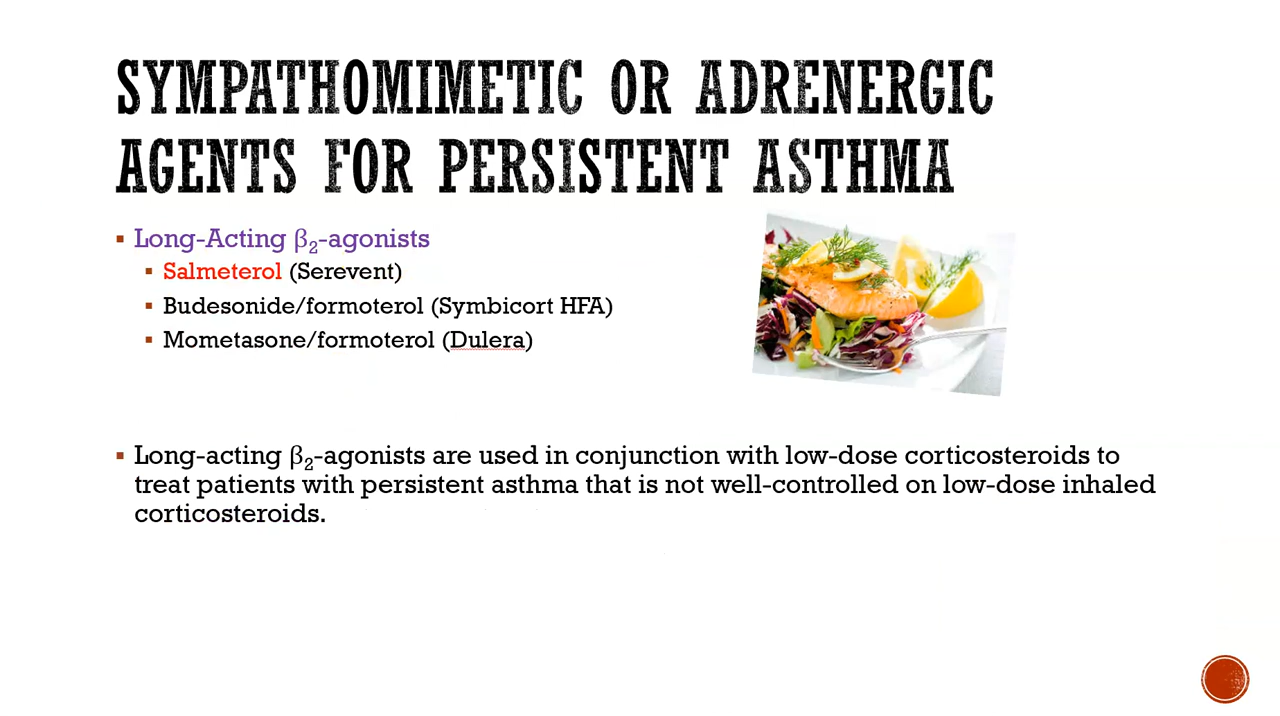 SYMPATHOMIMETIC OR ADRENERGIC
AGENTS FOR PERSISTENT ASTHMA
Long-Acting β₂-agonists
Salmeterol (Serevent)
Budesonide/formoterol (Symbicort HFA)
Mometasone/formoterol (Dulera)
Long-acting β₂-agonists are used in conjunction with low-dose corticosteroids to
treat patients with persistent asthma that is not well-controlled on low-dose inhaled
corticosteroids.